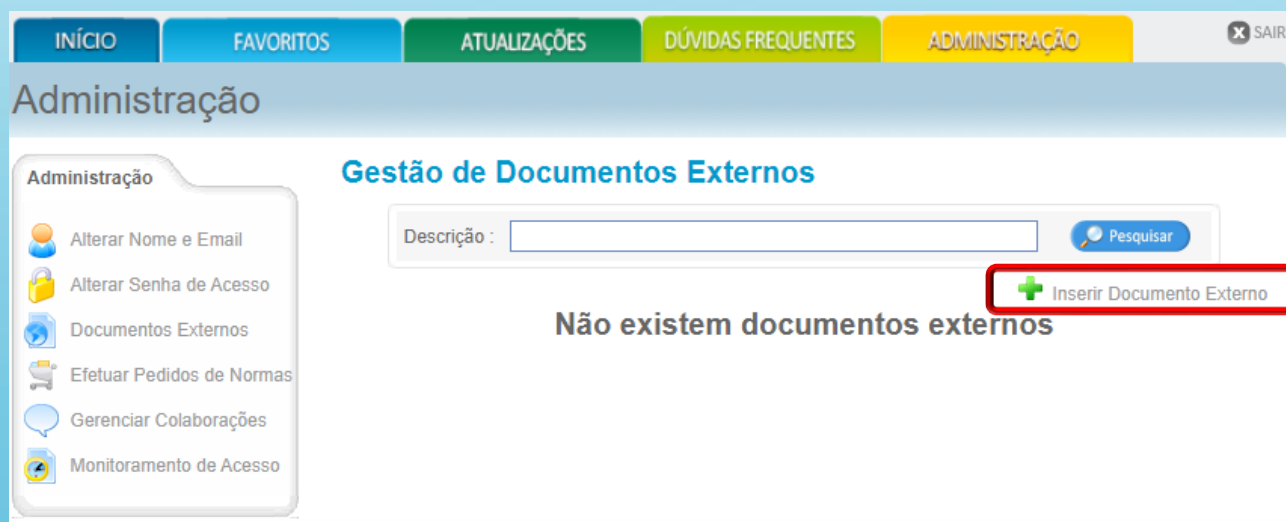 INÍCIO FAVORITOS ATUALIZAÇÕES DÚVIDAS FREQUENTES ADMINISTRAÇÃO X SAIR
Administração
Administração
Alterar Nome e Email
Alterar Senha de Acesso
Documentos Externos
Efetuar Pedidos de Normas
Gerenciar Colaborações
Monitoramento de Acesso
Gestão de Documentos Externos
Descrição : Pesquisar
Inserir Documento Externo
Não existem documentos externos